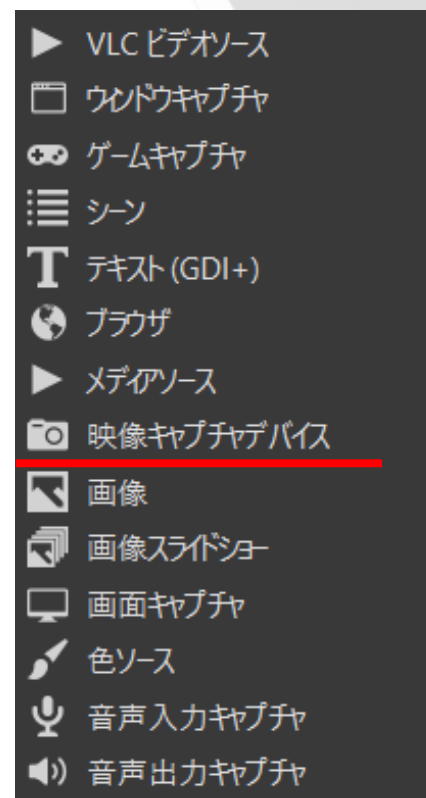 VLC ビデオソース
ウィンドウキャプチャ
ゲームキャプチャ
シーン
テキスト (GDI+)
ブラウザ
メディアソース
映像キャプチャデバイス
画像
画像スライドショー
画面キャプチャ
色ソース
音声入力キャプチャ
音声出力キャプチャ